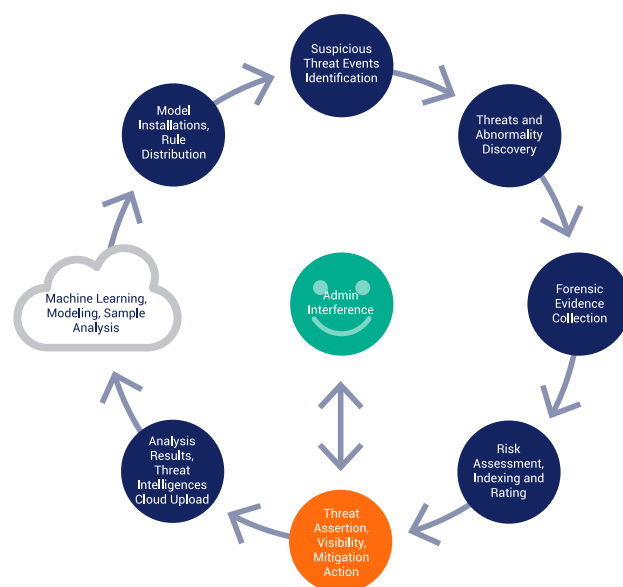 Suspicious
Threat Events
Identification
Model
Installations,
Rule
Distribution
Threats and
Abnormality
Discovery
Machine Learning,
Modeling, Sample
Analysis
Admin
Interference
Forensic
Evidence
Collection
Analysis
Results,
Threat
Intelligences
Cloud Upload
Risk
Assessment,
Indexing and
Rating
Threat
Assertion,
Visibility,
Mitigation
Action